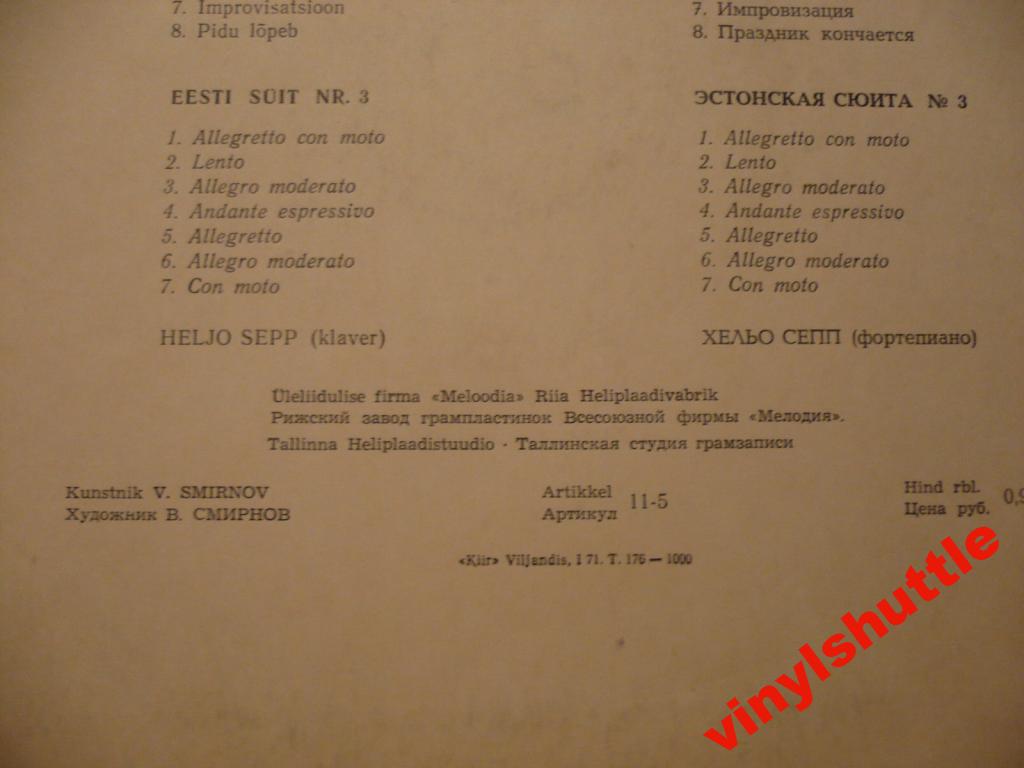 7. Improvisatsioon
8. Pidu lõpeb
EESTI SÜIT NR. 3
1. Allegretto con moto
2. Lento
3. Allegro moderato
4. Andante espressivo
5. Allegretto
6. Allegro moderato
7. Con moto
HELJO SEPP (klaver)
7. Импровизация
8. Праздник кончается
ЭСТОНСКАЯ СЮИТА № 3
1. Allegretto con moto
2. Lento
3. Allegro moderato
4. Andante espressivo
5. Allegretto
6. Allegro moderato
7. Con moto
ХЕЛЬО СЕПП (фортепиано)
Üleliidulise firma «Meloodia» Riia Heliplaadivabrik
Рижский завод грампластинок Всесоюзной фирмы «Мелодия».
Tallinna Heliplaadistuudio · Таллинская студия грамзаписи
Kunstnik V. SMIRNOV
Художник В. СМИРНОВ
Artikkel
Артикул
11-5
Hind rbl.
Цена руб.
0,9
«Kiir» Viljandis, I 71. T. 176 — 1000
vinylshuttle